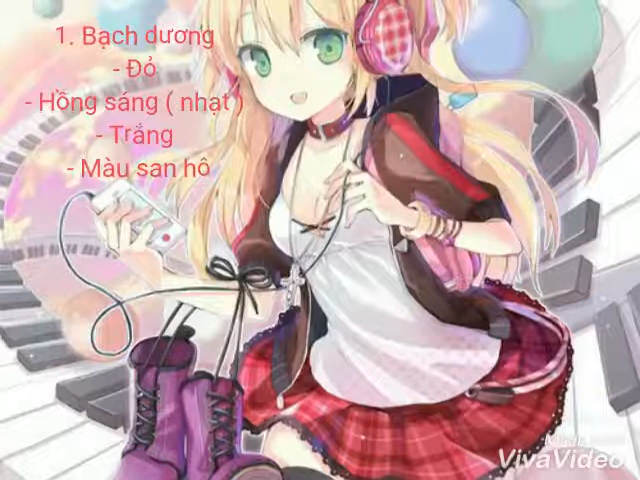 1. Bạch dương
- Đỏ
- Hồng sáng ( nhạt )
- Trắng
- Màu san hô
VivaVideo